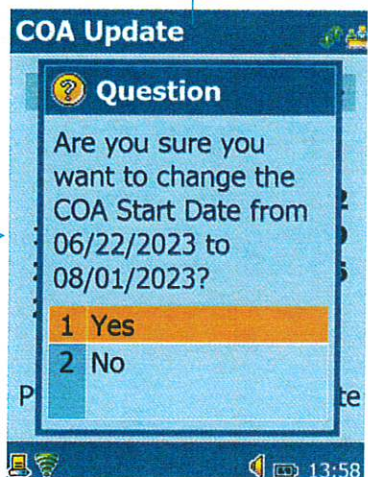 COA Update
Question
Are you sure you
want to change the
COA Start Date from
06/22/2023 to
08/01/2023?
1 Yes
2 No
P
te
13:58